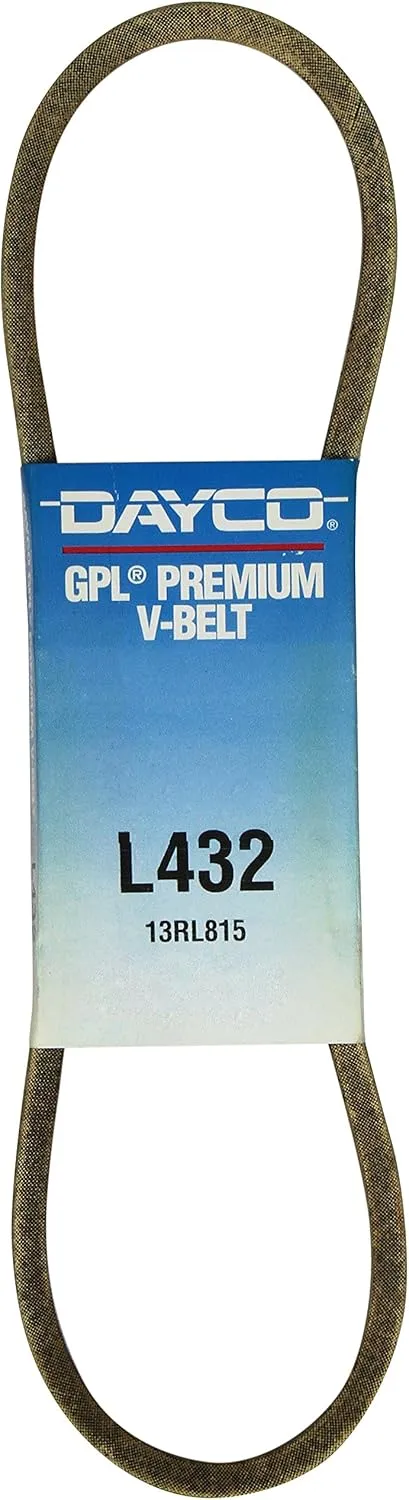 DAYCO®
GPL® PREMIUM
V-BELT
L432
13RL815